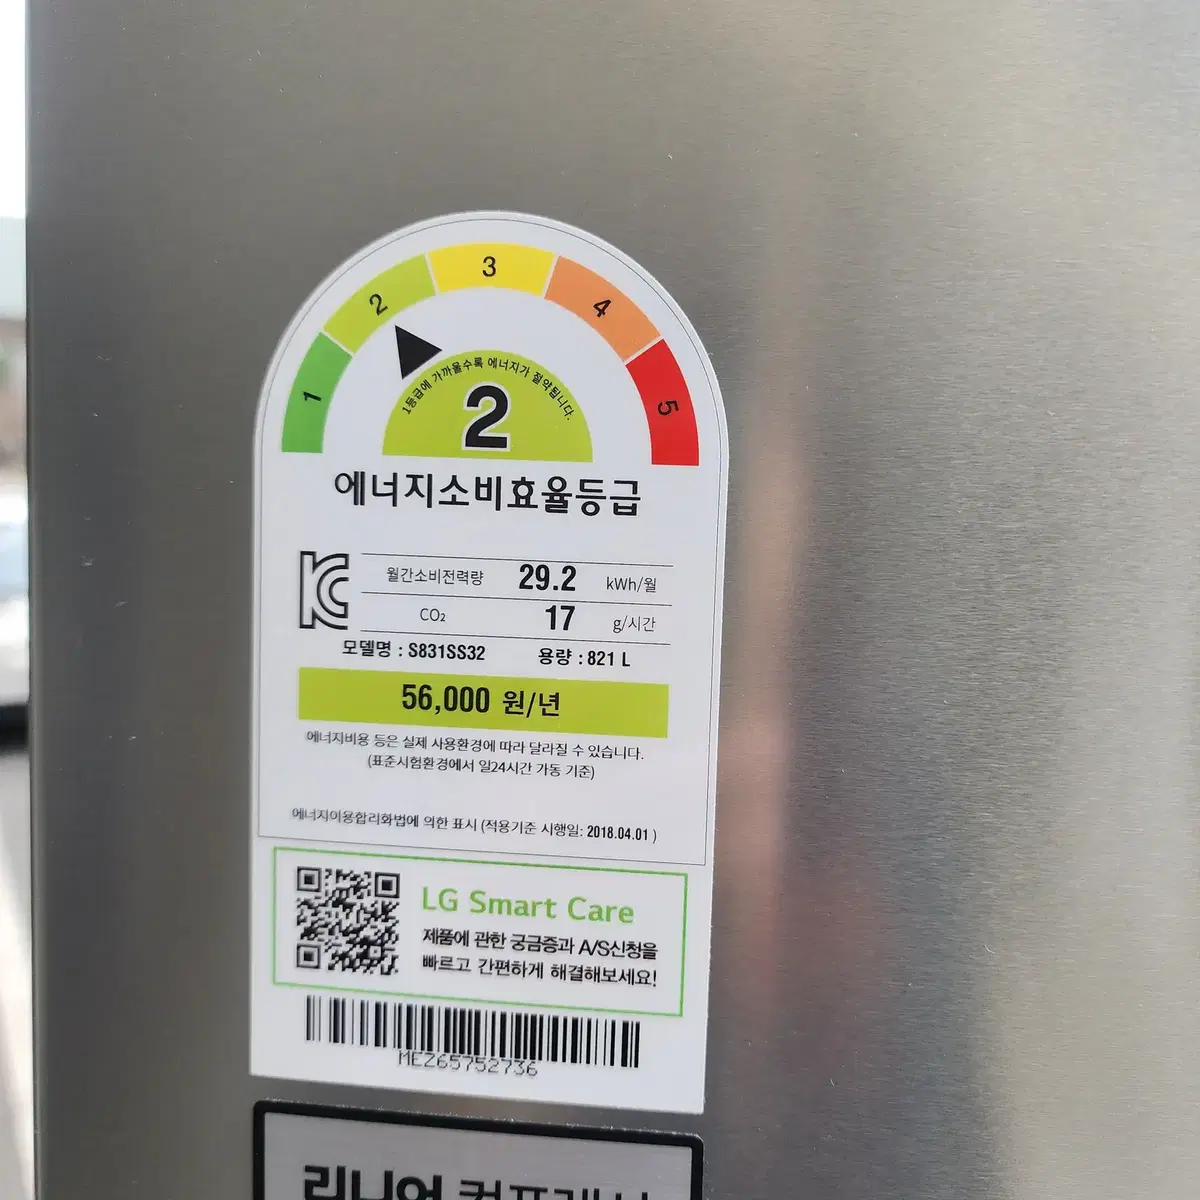 1
2
3
4
5
1등급에 가까울수록 에너지가 절약됩니다.
2
에너지소비효율등급
월간소비전력량 29.2 kWh/월
CO₂ 17 g/시간
모델명 : S831SS32 용량 : 821 L
56,000 원/년
에너지비용 등은 실제 사용환경에 따라 달라질 수 있습니다.
(표준시험환경에서 일24시간 가동 기준)
에너지이용합리화법에 의한 표시 (적용기준 시행일: 2018.04.01 )
LG Smart Care
제품에 관한 궁금증과 A/S신청을
빠르고 간편하게 해결해보세요!
MEZ65752736
리니어 컴프레서